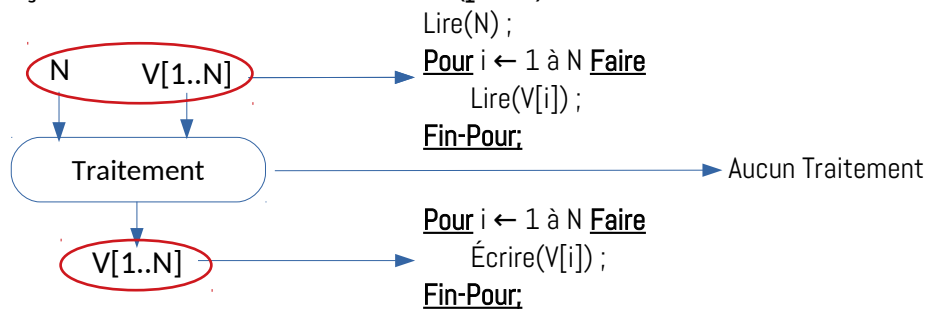 Lire(N) ;
N V[1..N]
Pour i ← 1 à N Faire
Lire(V[i]) ;
Fin-Pour;
Traitement
Aucun Traitement
Pour i ← 1 à N Faire
V[1..N]
Écrire(V[i]) ;
Fin-Pour;